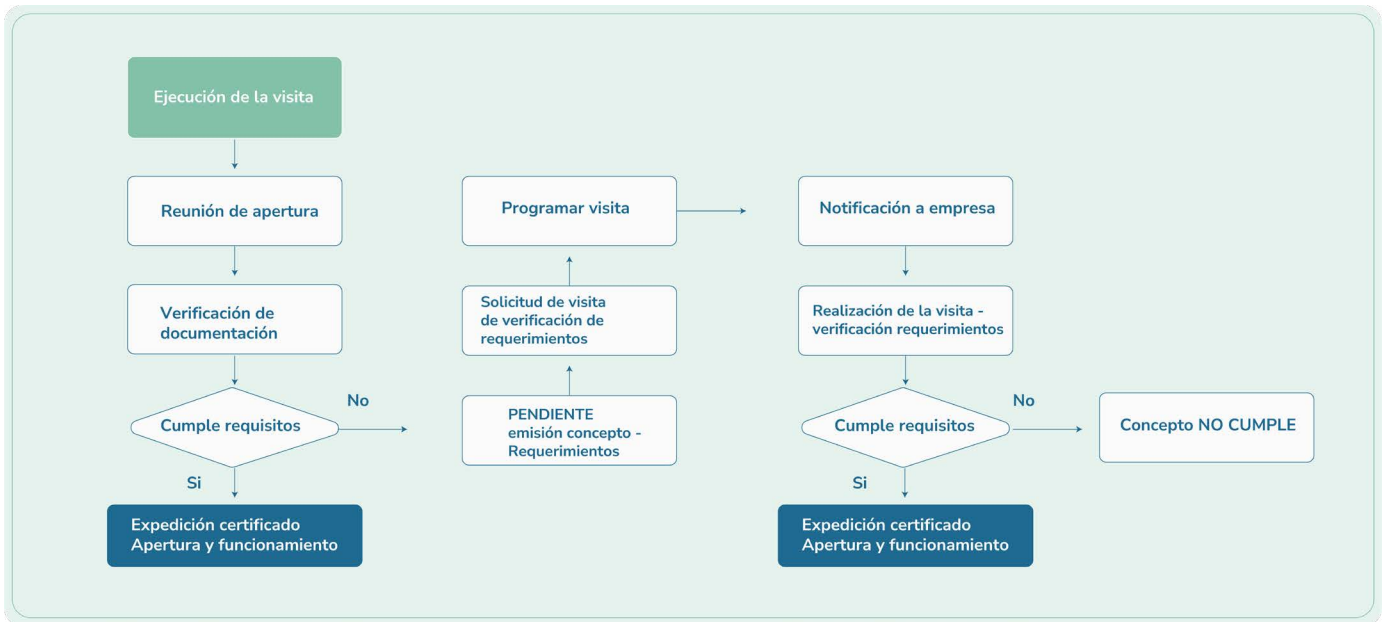 Ejecución de la visita
Reunión de apertura
Verificación de
documentación
Cumple requisitos
No
Si
Expedición certificado
Apertura y funcionamiento
PENDIENTE
emisión concepto -
Requerimientos
Solicitud de visita
de verificación de
requerimientos
Programar visita
Notificación a empresa
Realización de la visita -
verificación requerimientos
Cumple requisitos
No
Si
Expedición certificado
Apertura y funcionamiento
Concepto NO CUMPLE